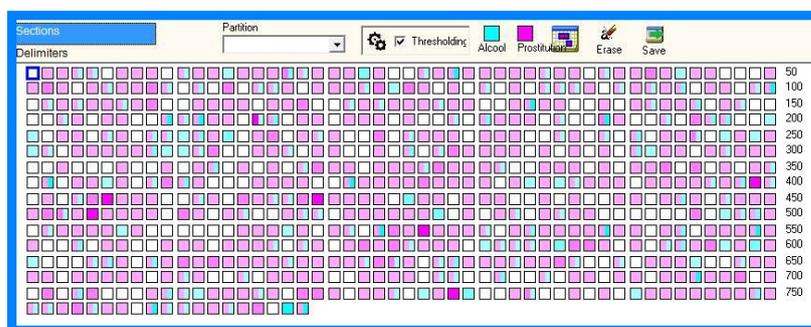 Sections
Delimiters
Partition
Thresholding
Alcool
Prostitution
Erase
Save
50
100
150
200
250
300
350
400
450
500
550
600
650
700
750